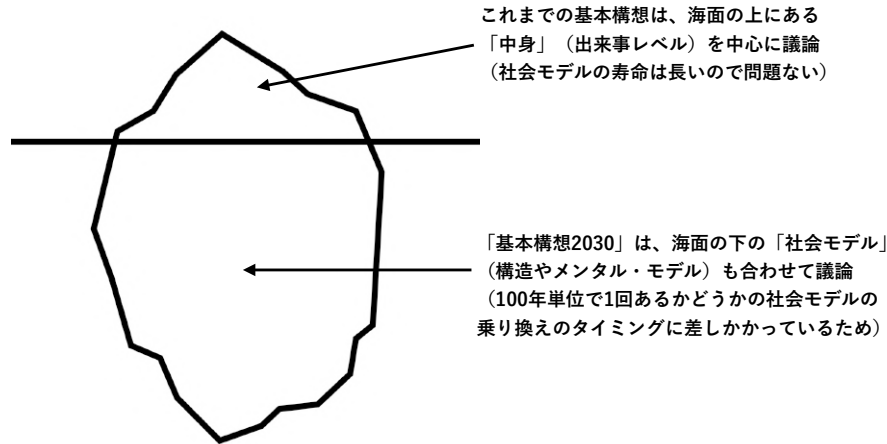 これまでの基本構想は、海面の上にある
「中身」（出来事レベル）を中心に議論
（社会モデルの寿命は長いので問題ない）
「基本構想2030」は、海面の下の「社会モデル」
（構造やメンタル・モデル）も合わせて議論
（100年単位で1回あるかどうかの社会モデルの
乗り換えのタイミングに差しかかっているため）